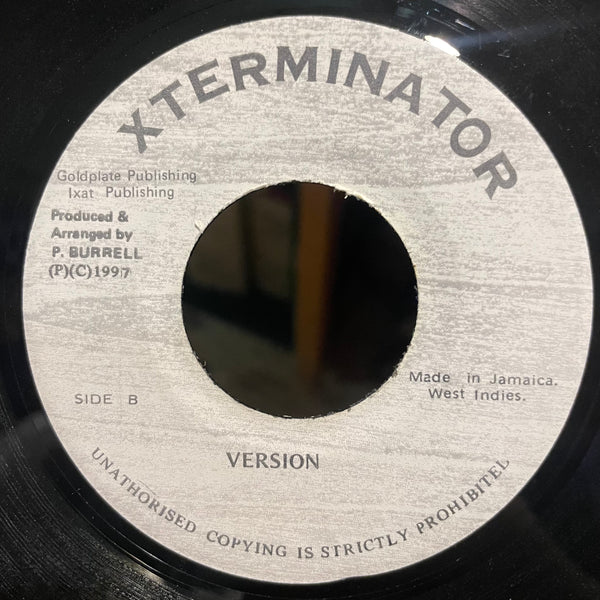 XTERMINATOR
Goldplate Publishing
Ixat Publishing
Produced &
Arranged by
P. BURRELL
(P)(C)1997
SIDE B
Made in Jamaica.
West Indies.
VERSION
UNATHORISED COPYING IS STRICTLY PROHIBITEL